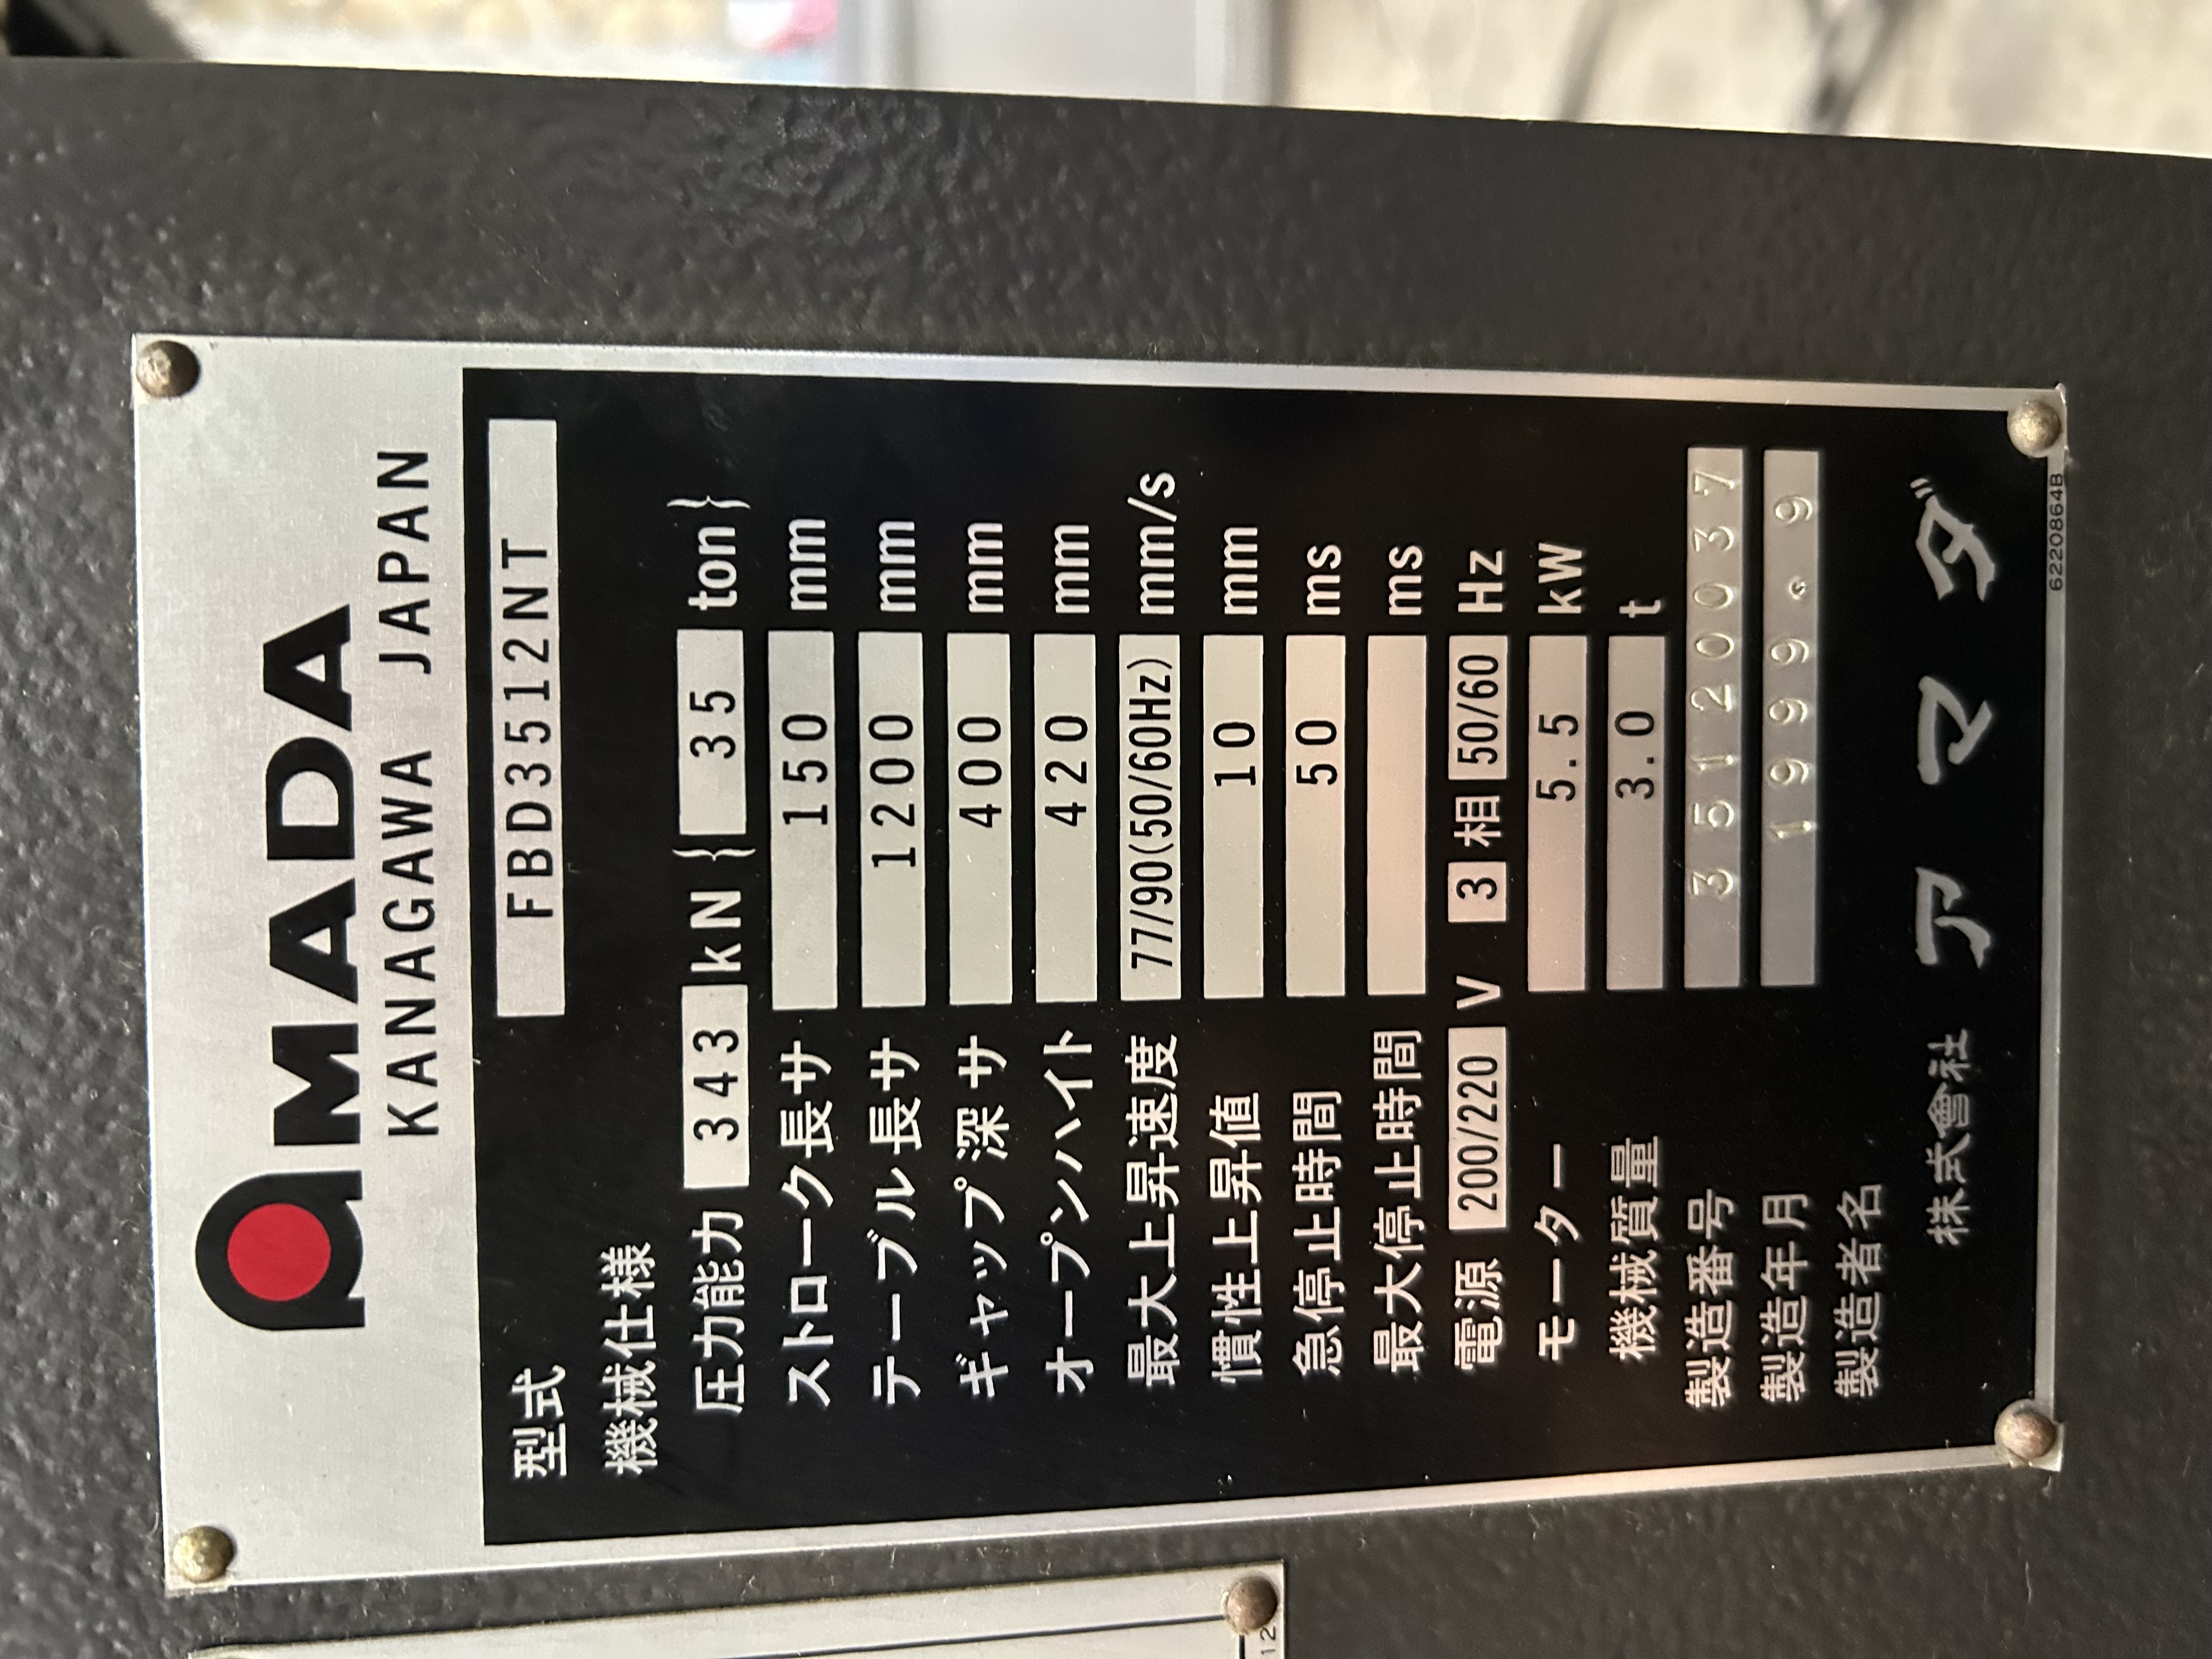 AMADA
KANAGAWA JAPAN
型式 FBD3512NT
機械仕様
圧力能力 343 kN { 35 ton }
ストローク長サ 150 mm
テーブル長サ 1200 mm
ギャップ深サ 400 mm
オープンハイト 420 mm
最大上昇速度 77/90(50/60Hz) mm/s
慣性上昇値 10 mm
急停止時間 50 ms
最大停止時間 ms
電源 200/220 V 3 相 50/60 Hz
モーター 5.5 kW
機械質量 3.0 t
製造番号 35120037
製造年月 1999.9
製造者名
株式會社 アマダ
62208648
12